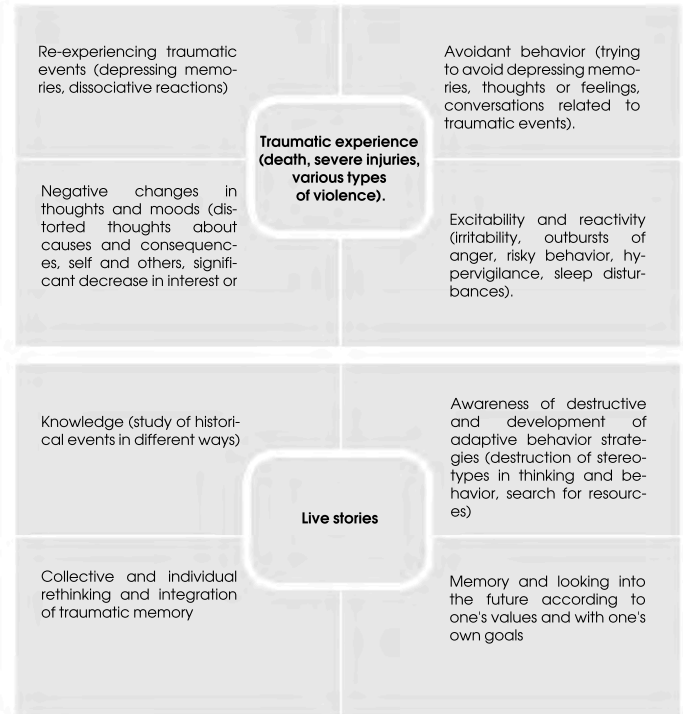 Re-experiencing traumatic
events (depressing memo-
ries, dissociative reactions)
Avoidant behavior (trying
to avoid depressing memo-
ries, thoughts or feelings,
conversations related to
traumatic events).
Traumatic experience
(death, severe injuries,
various types
of violence).
Negative changes in
thoughts and moods (dis-
torted thoughts about
causes and consequenc-
es, self and others, signifi-
cant decrease in interest or
Excitability and reactivity
(irritability, outbursts of
anger, risky behavior, hy-
pervigilance, sleep distur-
bances).
Knowledge (study of histori-
cal events in different ways)
Awareness of destructive
and development of
adaptive behavior strate-
gies (destruction of stereo-
types in thinking and be-
havior, search for resourc-
es)
Live stories
Collective and individual
rethinking and integration
of traumatic memory
Memory and looking into
the future according to
one's values and with one's
own goals